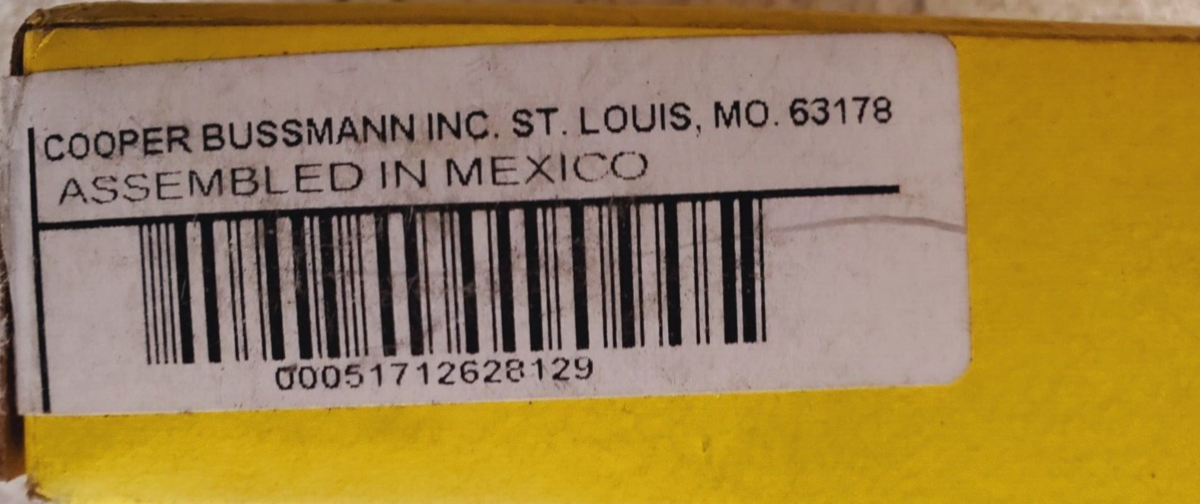 COOPER BUSSMANN INC. ST. LOUIS, MO. 63178
ASSEMBLED IN MEXICO
00051712628129